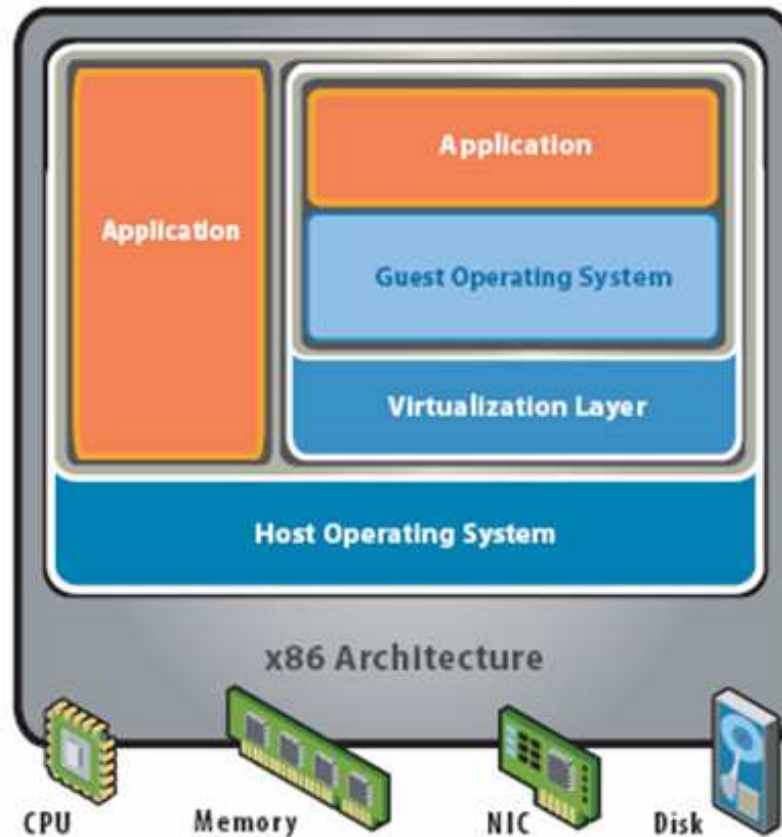 Application
Application
Guest Operating System
Virtualization Layer
Host Operating System
x86 Architecture
CPU
Memory
NIC
Disk